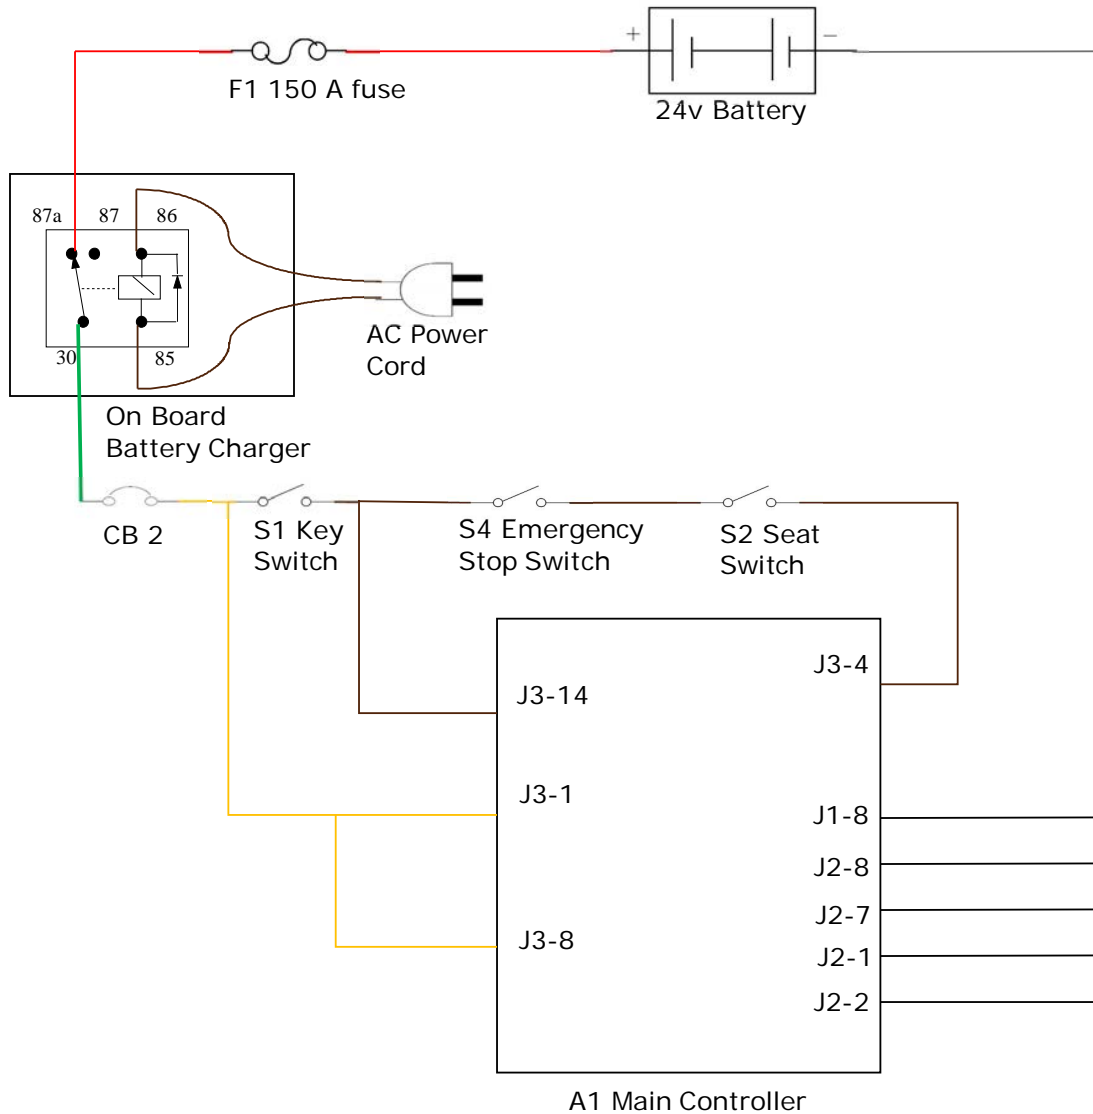 +
−
F1 150 A fuse
24v Battery
87a
87
86
30
85
AC Power
Cord
On Board
Battery Charger
CB 2
S1 Key
Switch
S4 Emergency
Stop Switch
S2 Seat
Switch
J3-4
J3-14
J3-1
J1-8
J2-8
J2-7
J3-8
J2-1
J2-2
A1 Main Controller